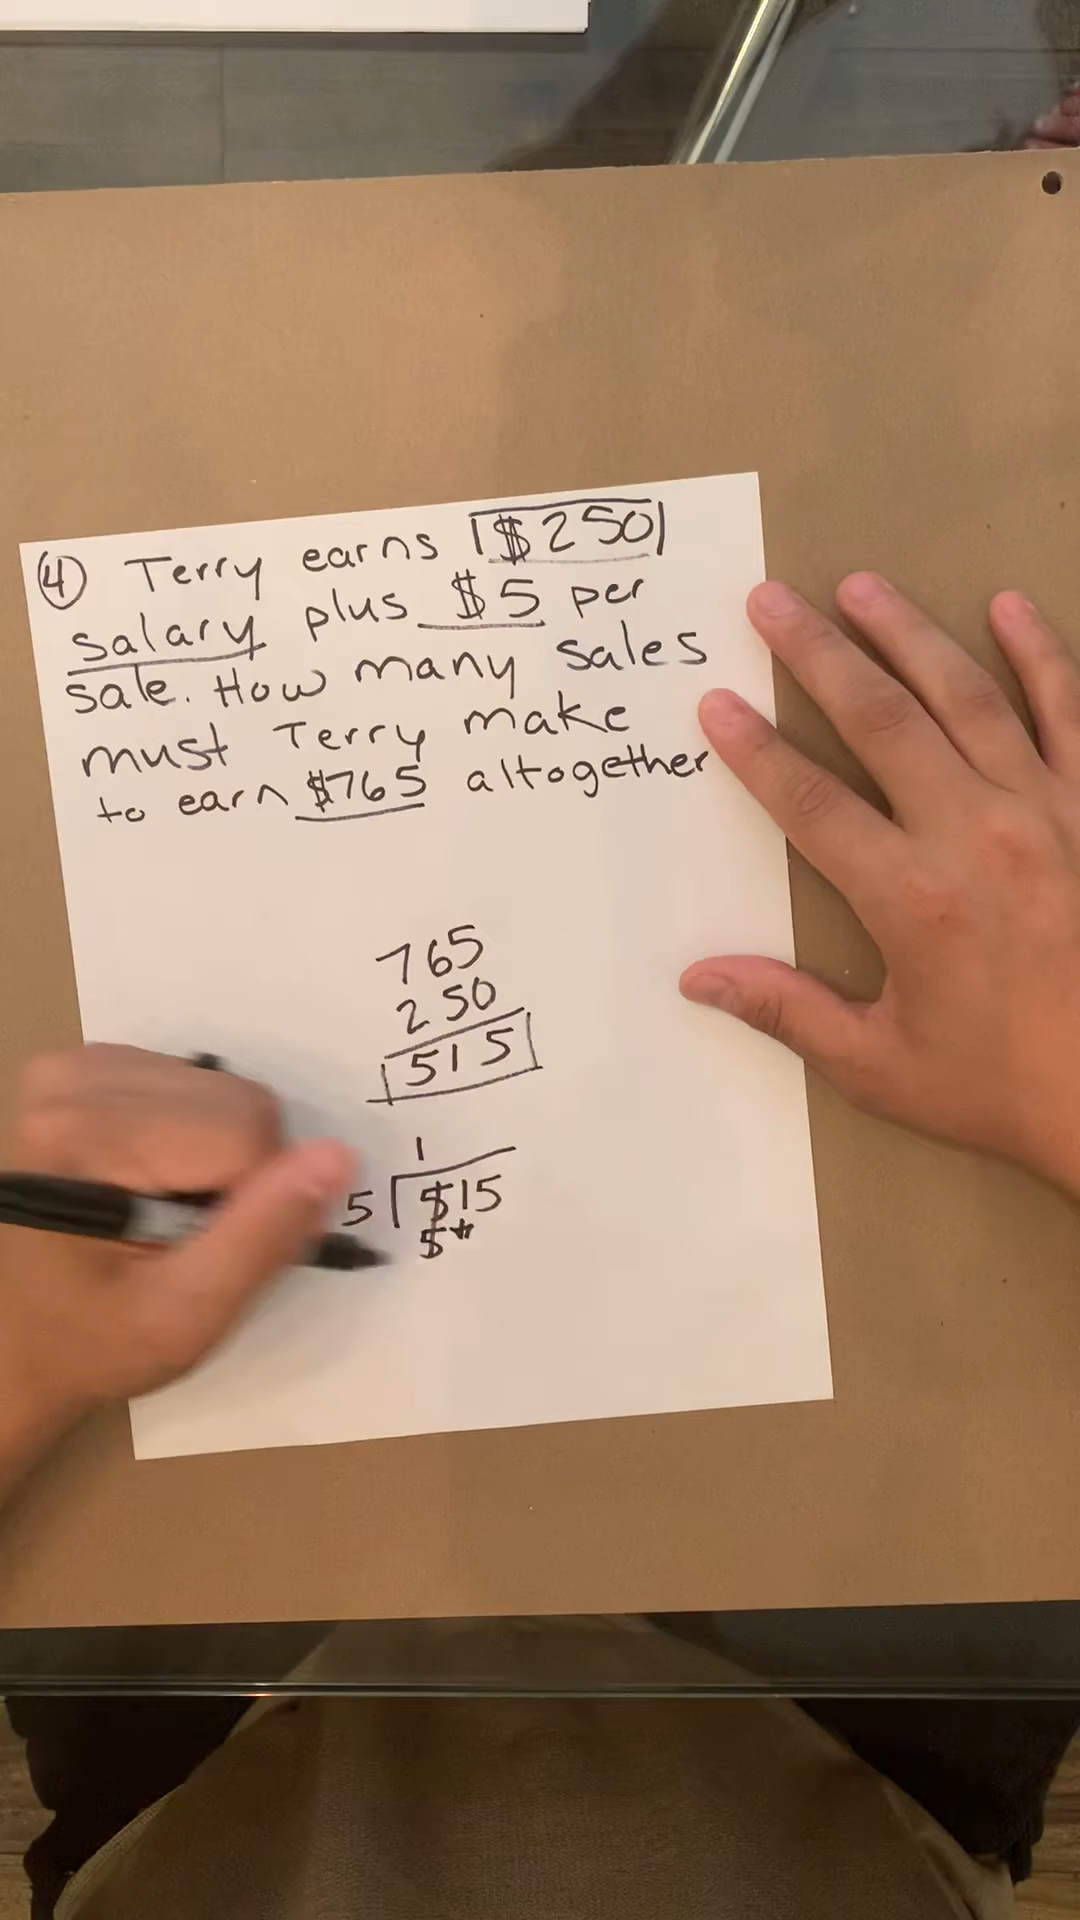 4 Terry earns $250
salary plus $5 per
sale. How many sales
must Terry make
to earn $765 altogether
765
250
515
1
5 515
5